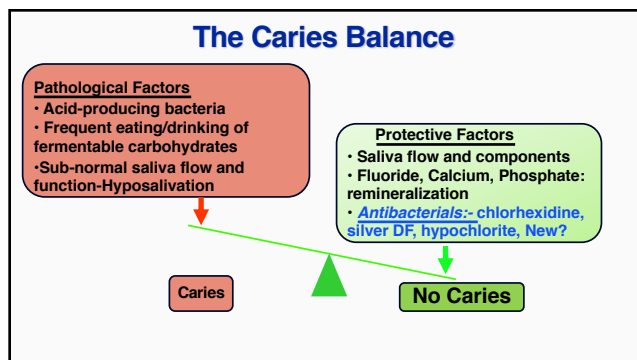 The Caries Balance
Pathological Factors
• Acid-producing bacteria
• Frequent eating/drinking of
fermentable carbohydrates
•Sub-normal saliva flow and
function-Hyposalivation
Protective Factors
• Saliva flow and components
• Fluoride, Calcium, Phosphate:
remineralization
• Antibacterials:- chlorhexidine,
silver DF, hypochlorite, New?
Caries
No Caries